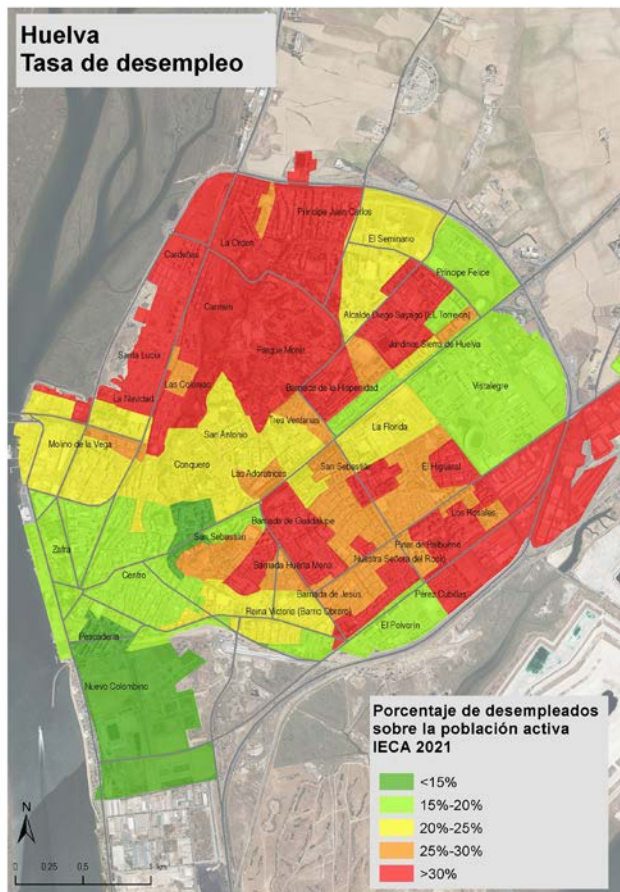 Huelva
Tasa de desempleo
Príncipe Juan Carlos
La Orden
El Seminario
Cardeñas
Príncipe Felipe
Carmen
Alcalde Diego Sayago (EL Torrejón)
Jardines Sierra de Huelva
Parque Moret
Santa Lucía
Las Colonias
Barriada de la Hispanidad
Vistalegre
La Navidad
Tres Ventanas
San Antonio
La Florida
Molino de la Vega
Conquero
Las Adoratrices
San Sebastián
El Higueral
Los Rosales
Barriada de Guadalupe
San Sebastián
Zafra
Pinar de
Nuestra Señora del Rocío
Barriada Huerta Mena
Centro
Barriada de Jesús
Pérez Cubillas
Reina Victoria (Barrio Obrero)
El Polvorín
Pescadería
Nuevo Colombino
Porcentaje de desempleados
sobre la población activa
IECA 2021
<15%
15%-20%
20%-25%
25%-30%
>30%
N
0 0,25 0,5 1 km